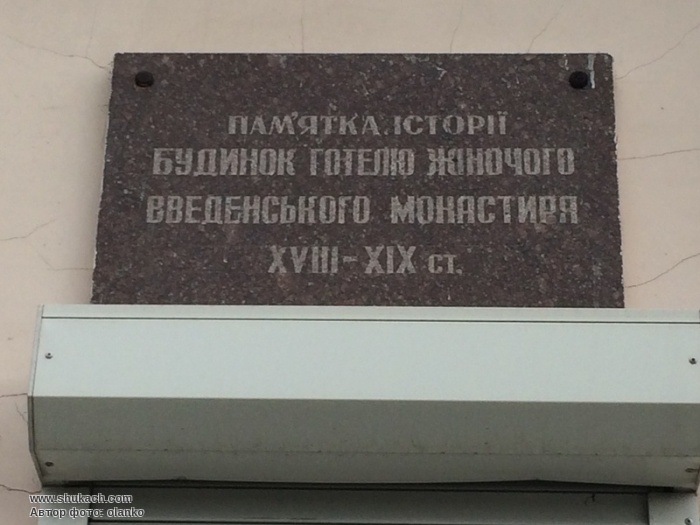 ПАМ'ЯТКА ІСТОРІЇ
БУДИНОК ГОТЕЛЮ ЖІНОЧОГО
ВВЕДЕНСЬКОГО МОНАСТИРЯ
XVIII-XIX ст.
www.shukach.com
Автор фото: olanko